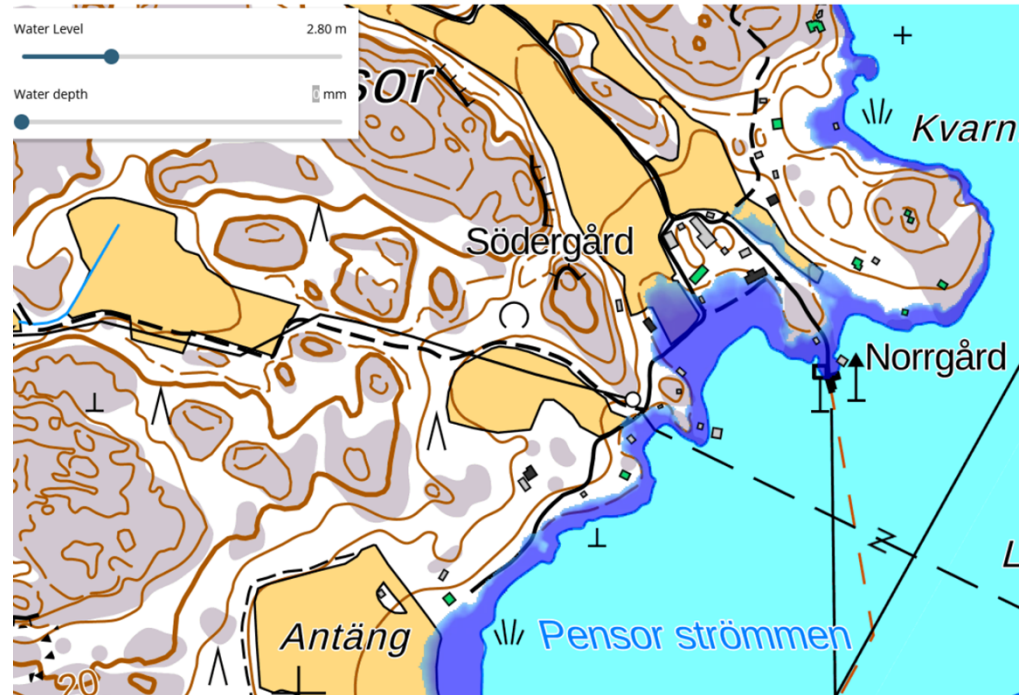 Water Level 2.80 m
Water depth 0 mm
sor
Kvarn
Södergård
Norrgård
L
Antäng
Pensor strömmen
20